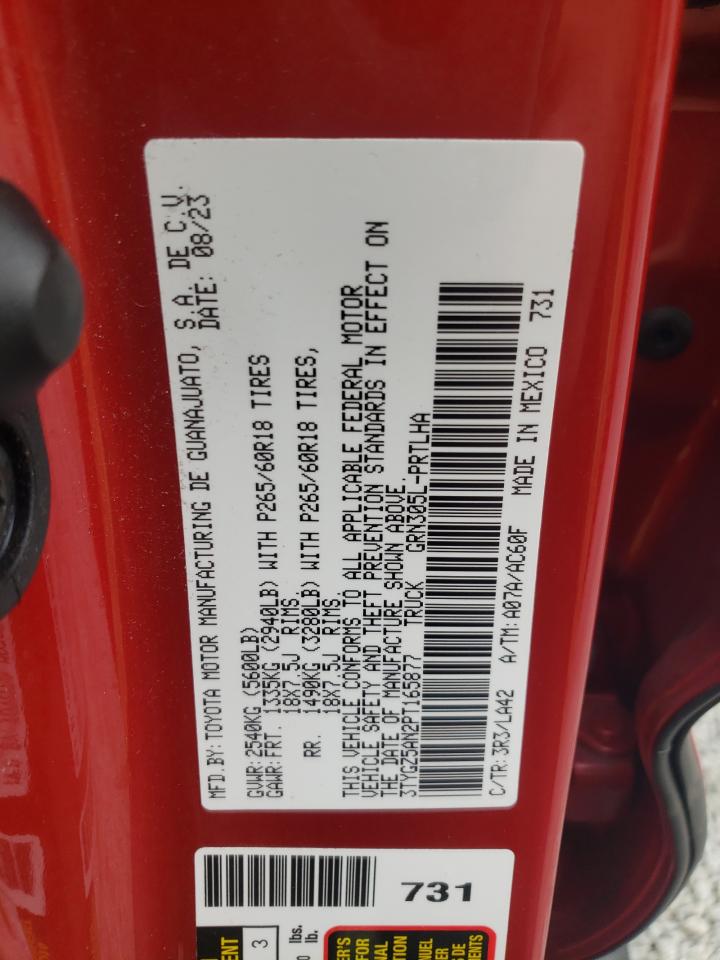 MFD.BY:TOYOTA MOTOR MANUFACTURING DE GUANAJUATO, S.A. DE C.V.
DATE: 08/23
GVWR:2540KG (5600LB)
GAWR:FRT. 1335KG (2940LB) WITH P265/60R18 TIRES
18X7.5J RIMS
RR. 1490KG (3280LB) WITH P265/60R18 TIRES,
18X7.5J RIMS
THIS VEHICLE CONFORMS TO ALL APPLICABLE FEDERAL MOTOR
VEHICLE SAFETY AND THEFT PREVENTION STANDARDS IN EFFECT ON
THE DATE OF MANUFACTURE SHOWN ABOVE.
3TYGZ5AN2PT165877 TRUCK GRN305L-PRTLHA
C/TR:3R3/LA42 A/TM:A07A/AC60F MADE IN MEXICO 731
731
3
lbs.
lb.